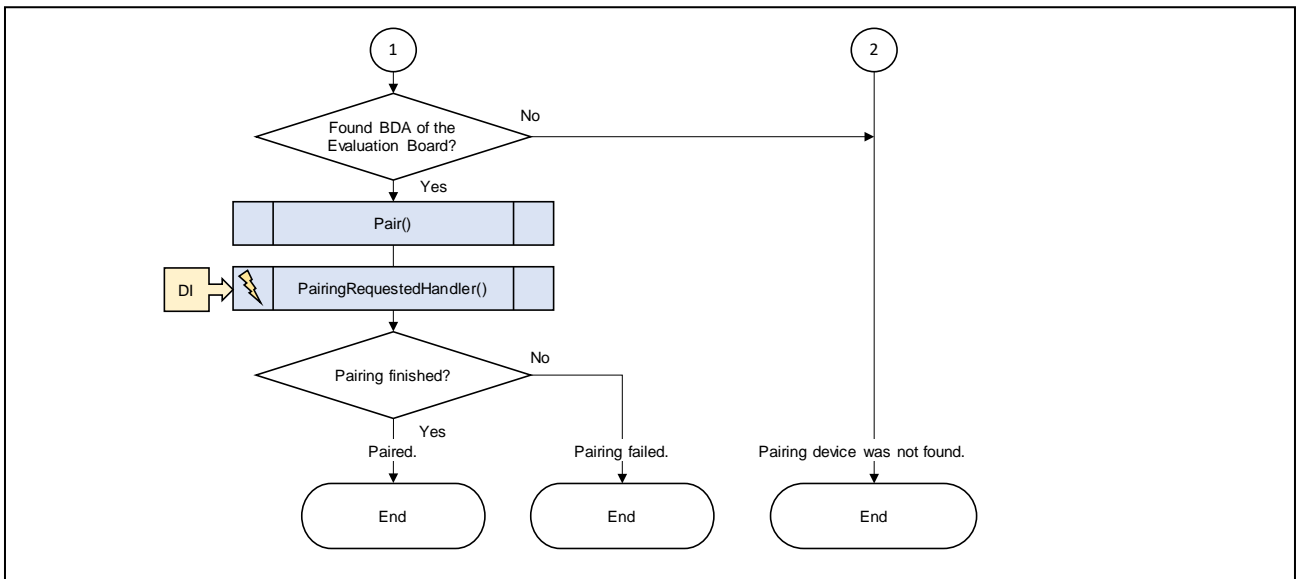 1
2
No
Found BDA of the
Evaluation Board?
Yes
Pair()
DI
PairingRequestedHandler()
No
Pairing finished?
Yes
Paired.
Pairing failed.
Pairing device was not found.
End
End
End